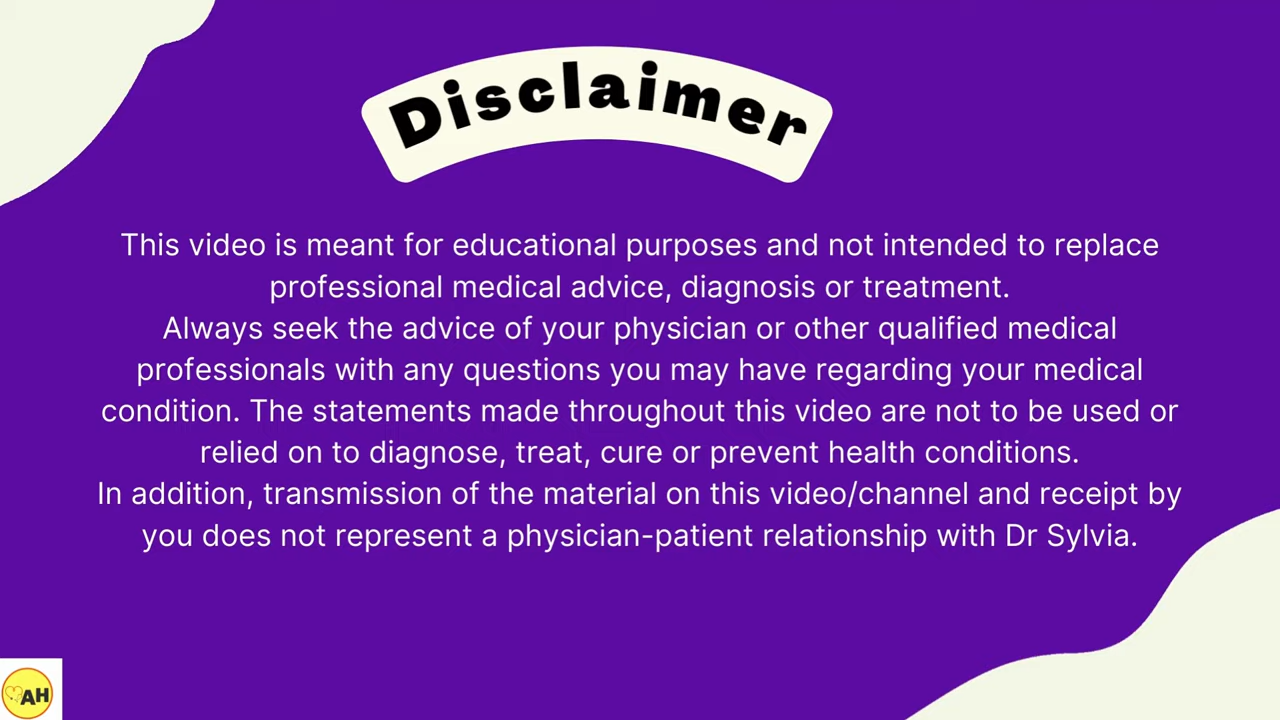 Disclaimer
This video is meant for educational purposes and not intended to replace
professional medical advice, diagnosis or treatment.
Always seek the advice of your physician or other qualified medical
professionals with any questions you may have regarding your medical
condition. The statements made throughout this video are not to be used or
relied on to diagnose, treat, cure or prevent health conditions.
In addition, transmission of the material on this video/channel and receipt by
you does not represent a physician-patient relationship with Dr Sylvia.
AH